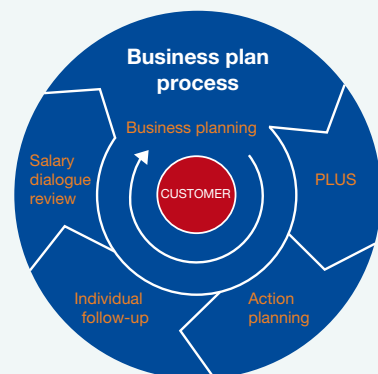 Business plan
process
Business planning
PLUS
Action
planning
Individual
follow-up
Salary
dialogue
review
CUSTOMER